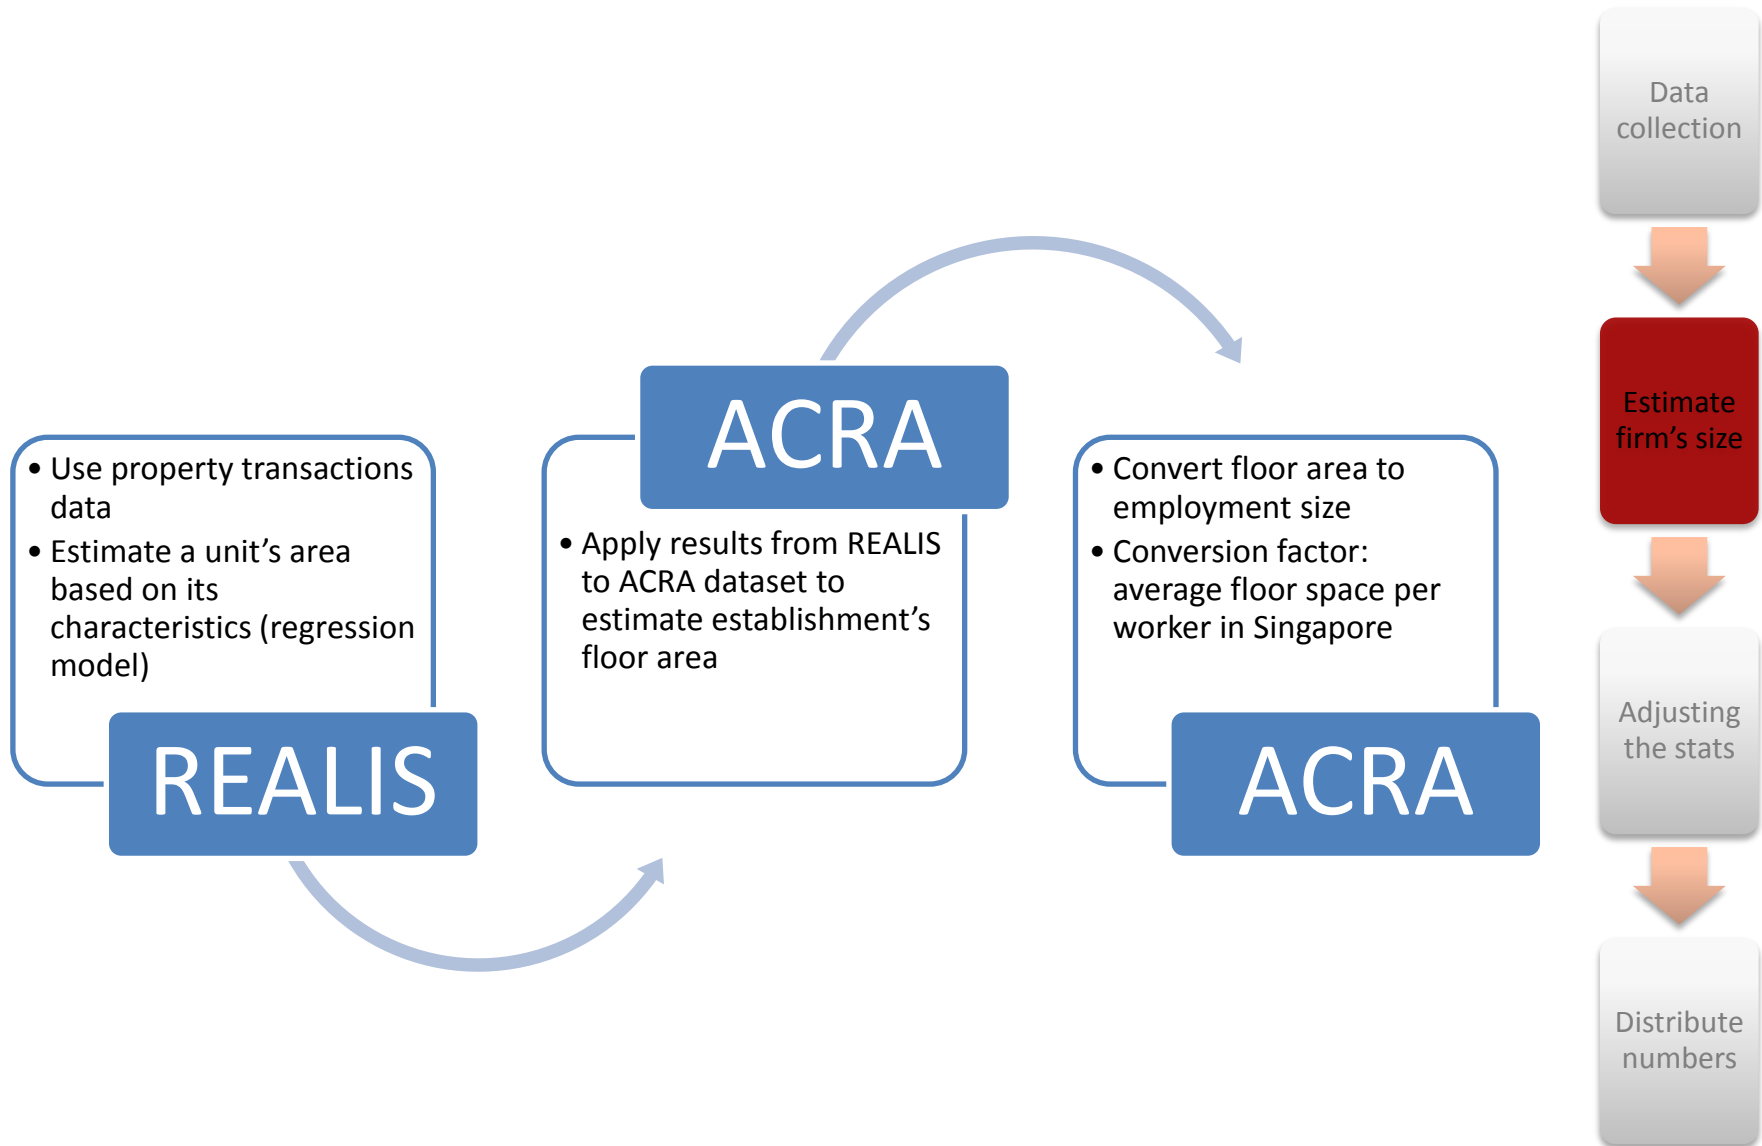 • Use property transactions
data
• Estimate a unit’s area
based on its
characteristics (regression
model)
REALIS
ACRA
• Apply results from REALIS
to ACRA dataset to
estimate establishment’s
floor area
• Convert floor area to
employment size
• Conversion factor:
average floor space per
worker in Singapore
ACRA
Data
collection
Estimate
firm’s size
Adjusting
the stats
Distribute
numbers